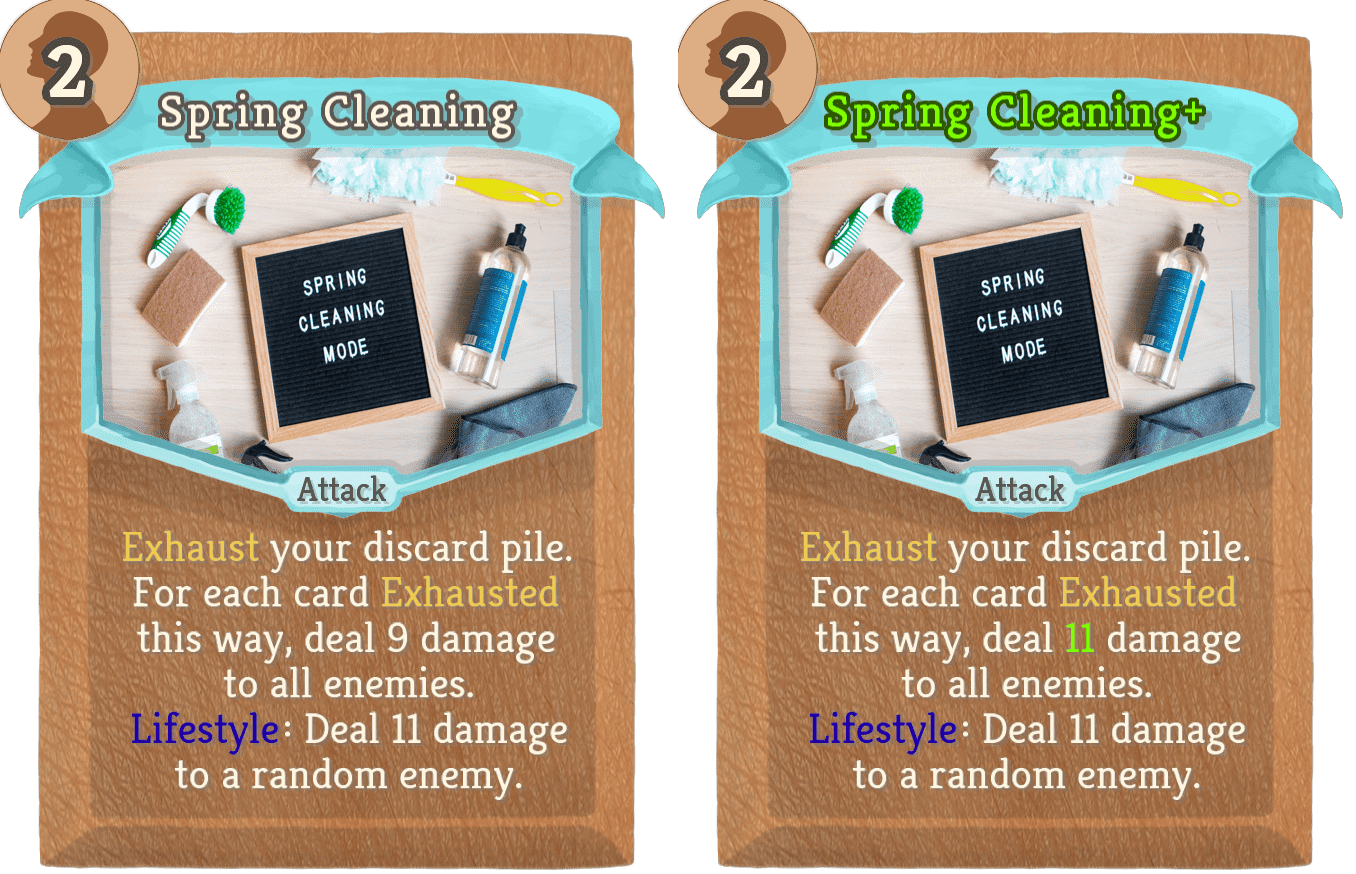 2
Spring Cleaning
SPRING
CLEANING
MODE
Attack
Exhaust your discard pile.
For each card Exhausted
this way, deal 9 damage
to all enemies.
Lifestyle: Deal 11 damage
to a random enemy.
2
Spring Cleaning+
SPRING
CLEANING
MODE
Attack
Exhaust your discard pile.
For each card Exhausted
this way, deal 11 damage
to all enemies.
Lifestyle: Deal 11 damage
to a random enemy.